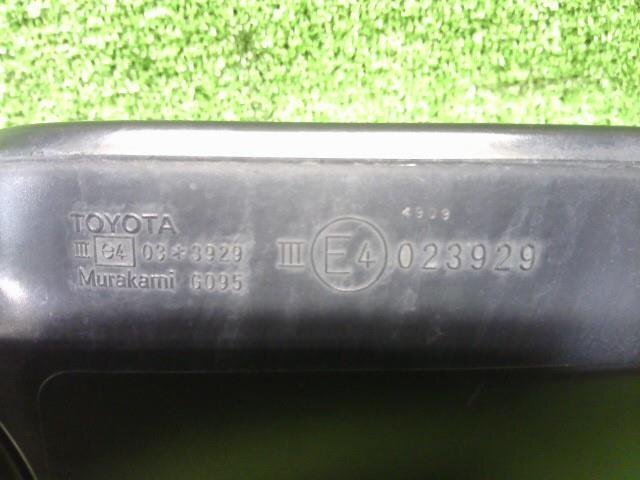 TOYOTA
III e4 03*3929
Murakami G095
4909
III E4 023929